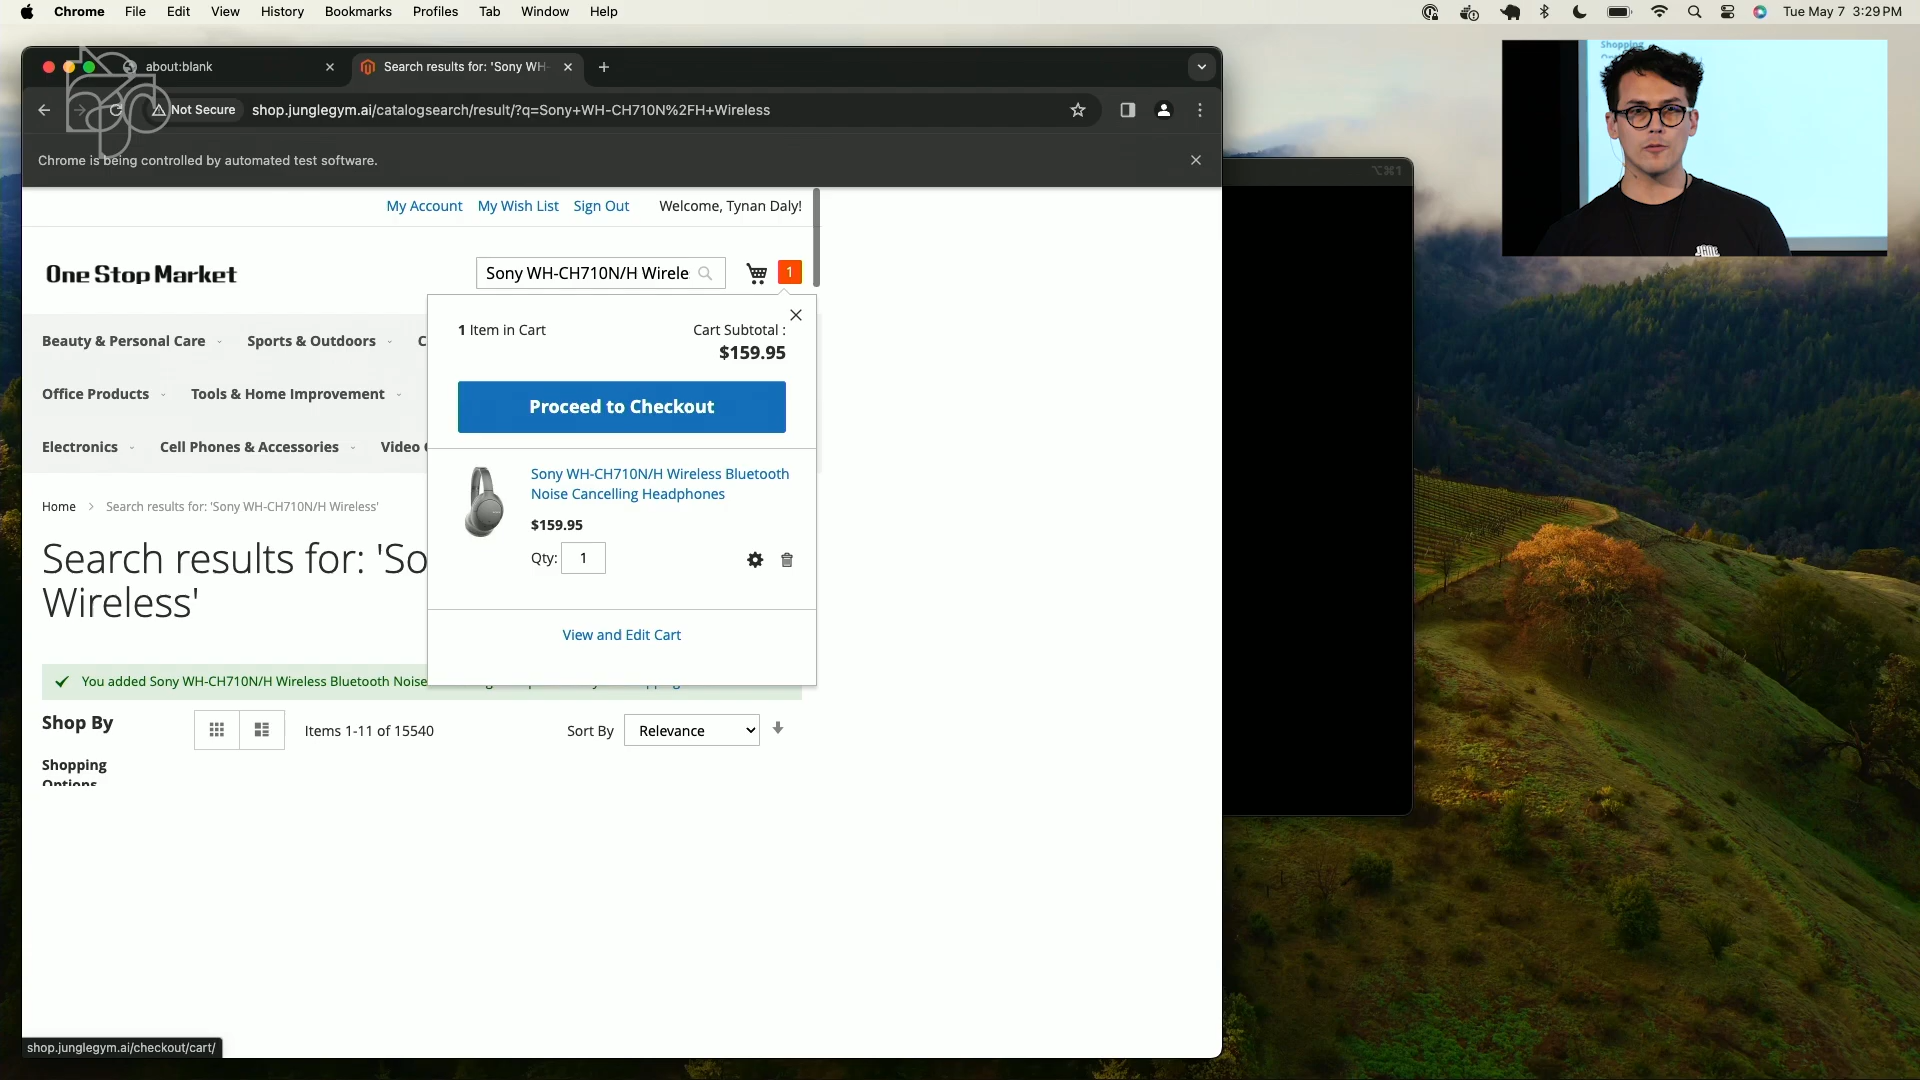 Chrome File Edit View History Bookmarks Profiles Tab Window Help Tue May 7 3:29 PM
about:blank Search results for: 'Sony WH-
Not Secure shop.junglegym.ai/catalogsearch/result/?q=Sony+WH-CH710N%2FH+Wireless
Chrome is being controlled by automated test software.
⌥⌘1
Shopping
My Account My Wish List Sign Out Welcome, Tynan Daly!
One Stop Market
Sony WH-CH710N/H Wirele
1
1 Item in Cart
Cart Subtotal :
$159.95
Proceed to Checkout
Sony WH-CH710N/H Wireless Bluetooth
Noise Cancelling Headphones
$159.95
Qty: 1
View and Edit Cart
Beauty & Personal Care Sports & Outdoors C
Office Products Tools & Home Improvement
Electronics Cell Phones & Accessories Video
Home Search results for: 'Sony WH-CH710N/H Wireless'
Search results for: 'So
Wireless'
You added Sony WH-CH710N/H Wireless Bluetooth Noise
Shop By
Items 1-11 of 15540
Sort By Relevance
Shopping
Options
shop.junglegym.ai/checkout/cart/